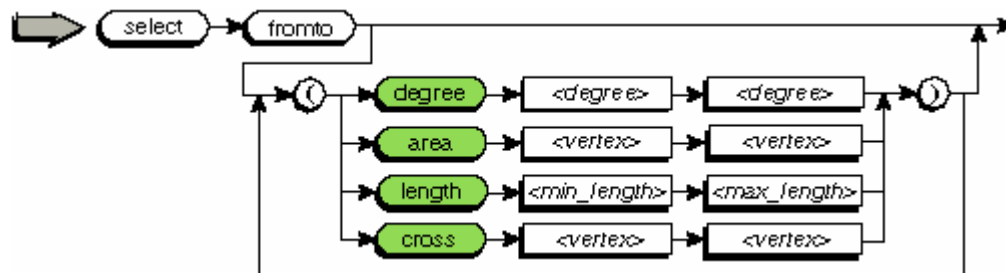 select fromto
( degree <degree> <degree> )
area <vertex> <vertex>
length <min_length> <max_length>
cross <vertex> <vertex>